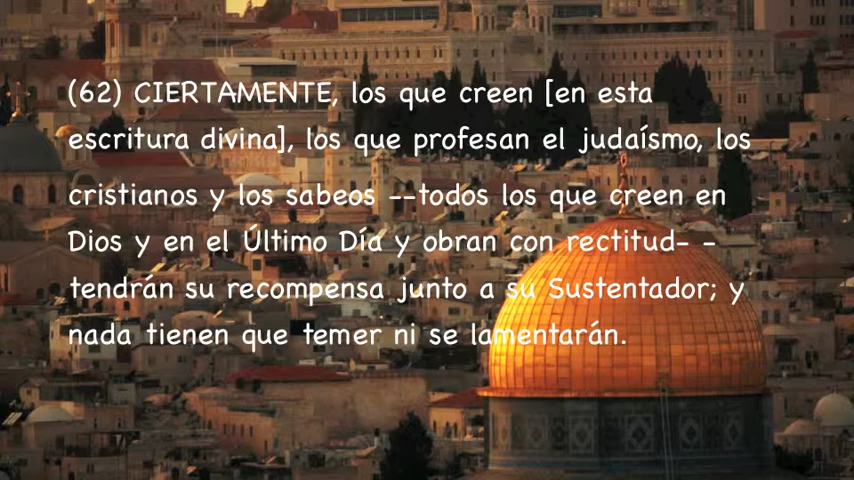 (62) CIERTAMENTE, los que creen [en esta
escritura divina], los que profesan el judaísmo, los
cristianos y los sabeos --todos los que creen en
Dios y en el Último Día y obran con rectitud- -
tendrán su recompensa junto a su Sustentador; y
nada tienen que temer ni se lamentarán.